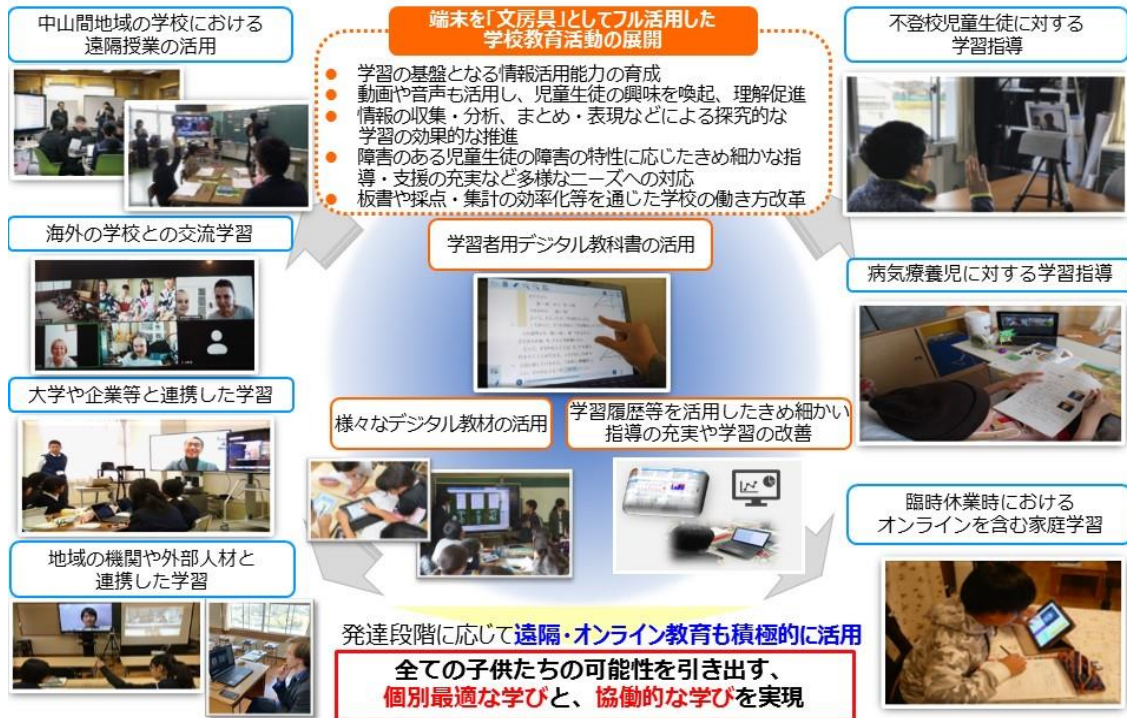 中山間地域の学校における
遠隔授業の活用
端末を「文房具」としてフル活用した
学校教育活動の展開
● 学習の基盤となる情報活用能力の育成
● 動画や音声も活用し、児童生徒の興味を喚起、理解促進
● 情報の収集・分析、まとめ・表現などによる探究的な
学習の効果的な推進
● 障害のある児童生徒の障害の特性に応じたきめ細かな指
導・支援の充実など多様なニーズへの対応
● 板書や採点・集計の効率化等を通じた学校の働き方改革
不登校児童生徒に対する
学習指導
海外の学校との交流学習
学習者用デジタル教科書の活用
病気療養児に対する学習指導
大学や企業等と連携した学習
様々なデジタル教材の活用
学習履歴等を活用したきめ細かい
指導の充実や学習の改善
臨時休業時における
オンラインを含む家庭学習
地域の機関や外部人材と
連携した学習
発達段階に応じて遠隔・オンライン教育も積極的に活用
全ての子供たちの可能性を引き出す、
個別最適な学びと、協働的な学びを実現